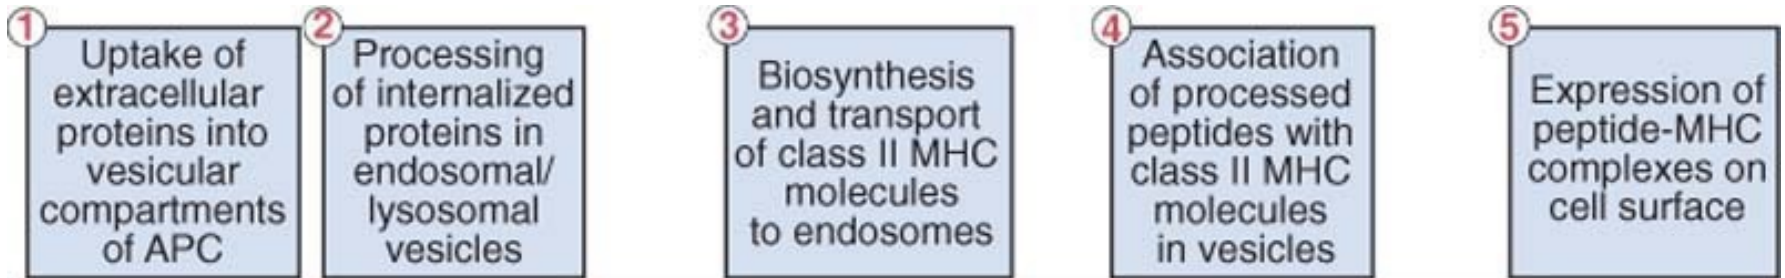 1
Uptake of
extracellular
proteins into
vesicular
compartments
of APC
2
Processing
of internalized
proteins in
endosomal/
lysosomal
vesicles
3
Biosynthesis
and transport
of class II MHC
molecules
to endosomes
4
Association
of processed
peptides with
class II MHC
molecules
in vesicles
5
Expression of
peptide-MHC
complexes on
cell surface